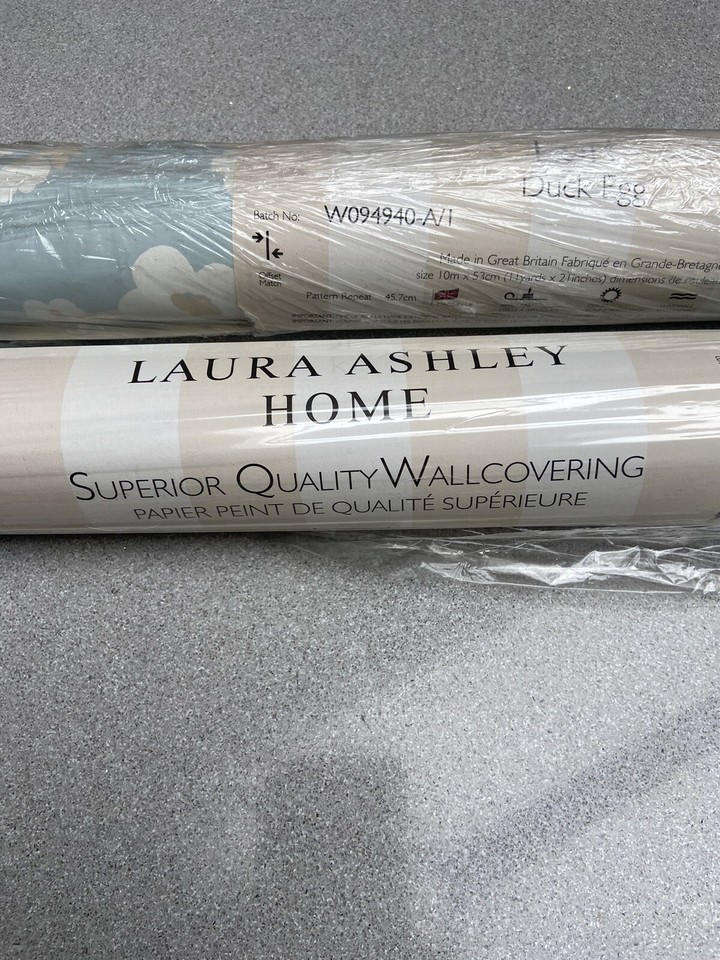 Duck Egg
Batch No: W094940-A/1
Offset
Match
Made in Great Britain Fabriqué en Grande-Bretagne
size 10m x 53cm (11yards x 21inches) dimensions de rouleau
Pattern Repeat 45.7cm
LAURA ASHLEY
HOME
SUPERIOR QUALITY WALLCOVERING
PAPIER PEINT DE QUALITÉ SUPÉRIEURE